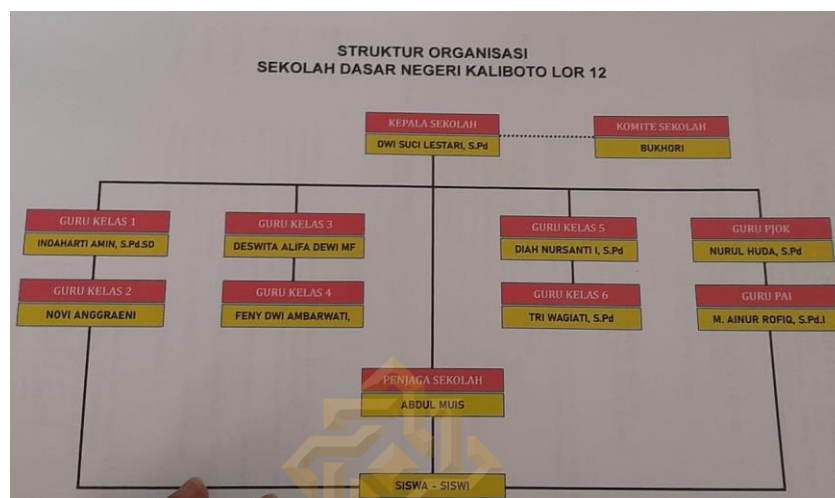 STRUKTUR ORGANISASI
SEKOLAH DASAR NEGERI KALIBOTO LOR 12
KEPALA SEKOLAH
DWI SUCI LESTARI, S.Pd
KOMITE SEKOLAH
BUKHORI
GURU KELAS 1
INDAHARTI AMIN, S.Pd.SD
GURU KELAS 2
NOVI ANGGRAENI
GURU KELAS 3
DESWITA ALIFA DEWI MF
GURU KELAS 4
FENY DWI AMBARWATI,
GURU KELAS 5
DIAH NURSANTI I, S.Pd
GURU KELAS 6
TRI WAGIATI, S.Pd
GURU PJOK
NURUL HUDA, S.Pd
GURU PAI
M. AINUR ROFIQ, S.Pd.I
PENJAGA SEKOLAH
ABDUL MUIS
SISWA - SISWI